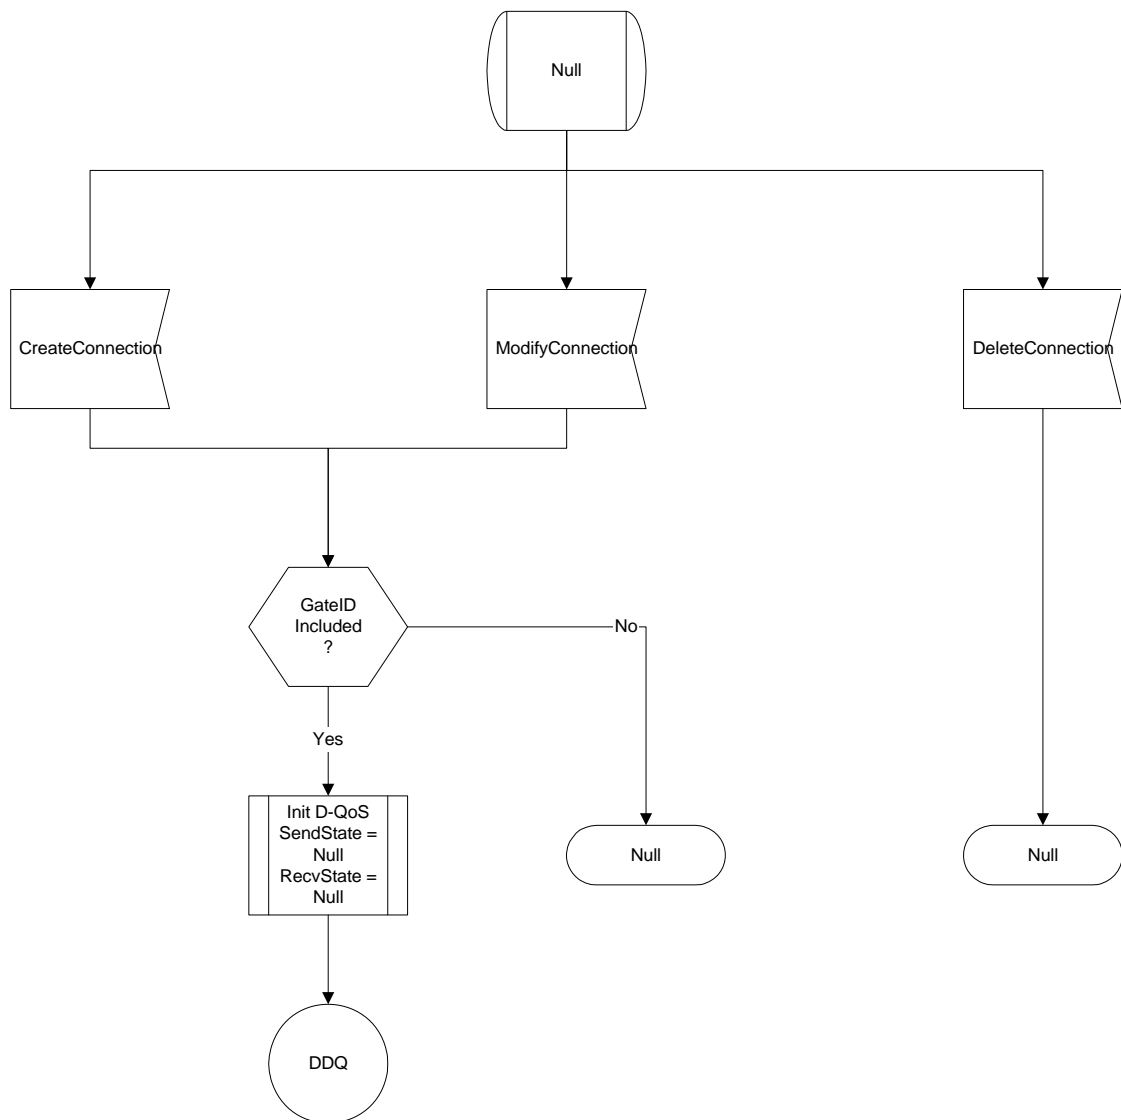 Null
CreateConnection
ModifyConnection
DeleteConnection
GateID
Included
?
No
Yes
Init D-QoS
SendState =
Null
RecvState =
Null
Null
Null
DDQ